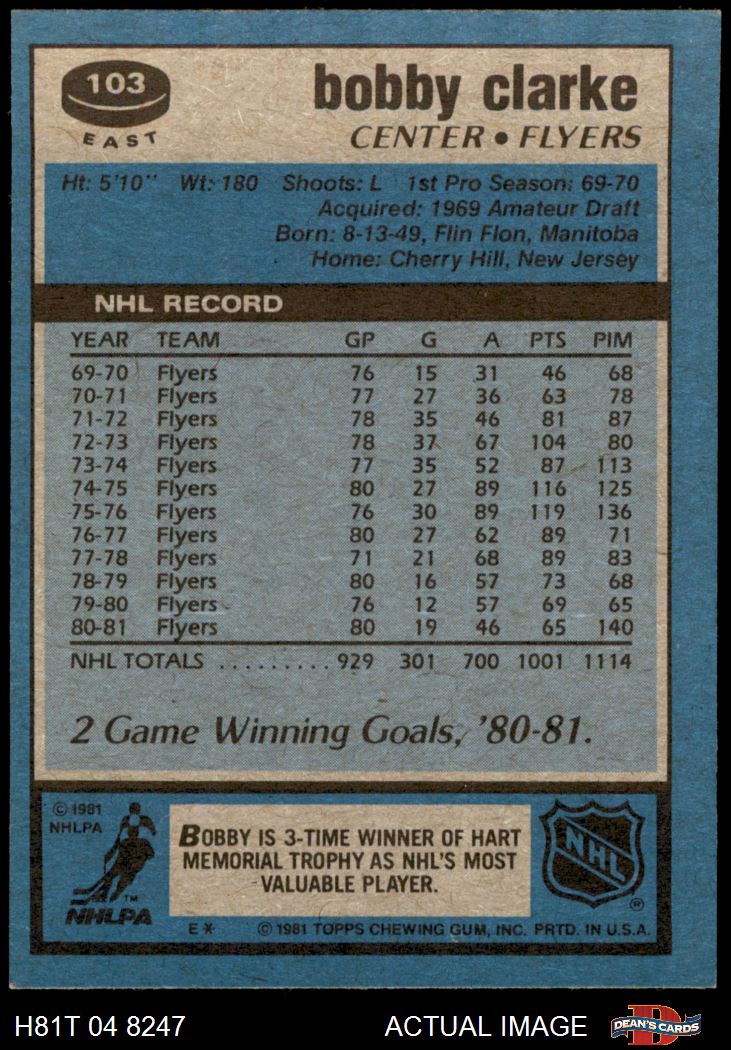 103
EAST
bobby clarke
CENTER • FLYERS
Ht: 5'10" Wt: 180 Shoots: L 1st Pro Season: 69-70
Acquired: 1969 Amateur Draft
Born: 8-13-49, Flin Flon, Manitoba
Home: Cherry Hill, New Jersey
NHL RECORD
YEAR TEAM GP G A PTS PIM
69-70 Flyers 76 15 31 46 68
70-71 Flyers 77 27 36 63 78
71-72 Flyers 78 35 46 81 87
72-73 Flyers 78 37 67 104 80
73-74 Flyers 77 35 52 87 113
74-75 Flyers 80 27 89 116 125
75-76 Flyers 76 30 89 119 136
76-77 Flyers 80 27 62 89 71
77-78 Flyers 71 21 68 89 83
78-79 Flyers 80 16 57 73 68
79-80 Flyers 76 12 57 69 65
80-81 Flyers 80 19 46 65 140
NHL TOTALS ......... 929 301 700 1001 1114
2 Game Winning Goals, '80-81.
© 1981
NHLPA
TM
NHLPA
BOBBY IS 3-TIME WINNER OF HART
MEMORIAL TROPHY AS NHL'S MOST
VALUABLE PLAYER.
NHL
®
E* © 1981 TOPPS CHEWING GUM, INC. PRTD. IN U.S.A.
H81T 04 8247 ACTUAL IMAGE
D
DEAN'S CARDS